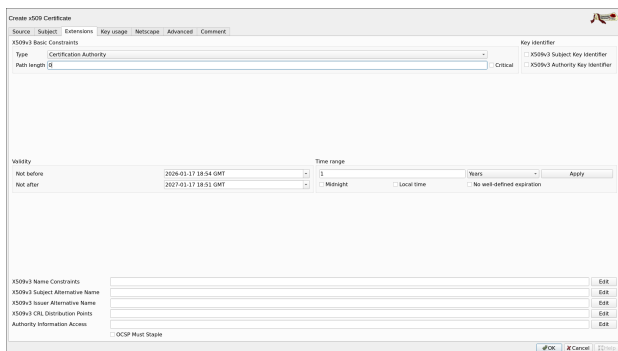 Create x509 Certificate
Source Subject Extensions Key usage Netscape Advanced Comment
X509v3 Basic Constraints
Key identifier
Type Certification Authority
X509v3 Subject Key Identifier
Path length 0 Critical
X509v3 Authority Key Identifier
Validity
Time range
Not before 2026-01-17 18:54 GMT
1 Years Apply
Not after 2027-01-17 18:51 GMT
Midnight Local time No well-defined expiration
X509v3 Name Constraints Edit
X509v3 Subject Alternative Name Edit
X509v3 Issuer Alternative Name Edit
X509v3 CRL Distribution Points Edit
Authority Information Access Edit
OCSP Must Staple
OK Cancel Help